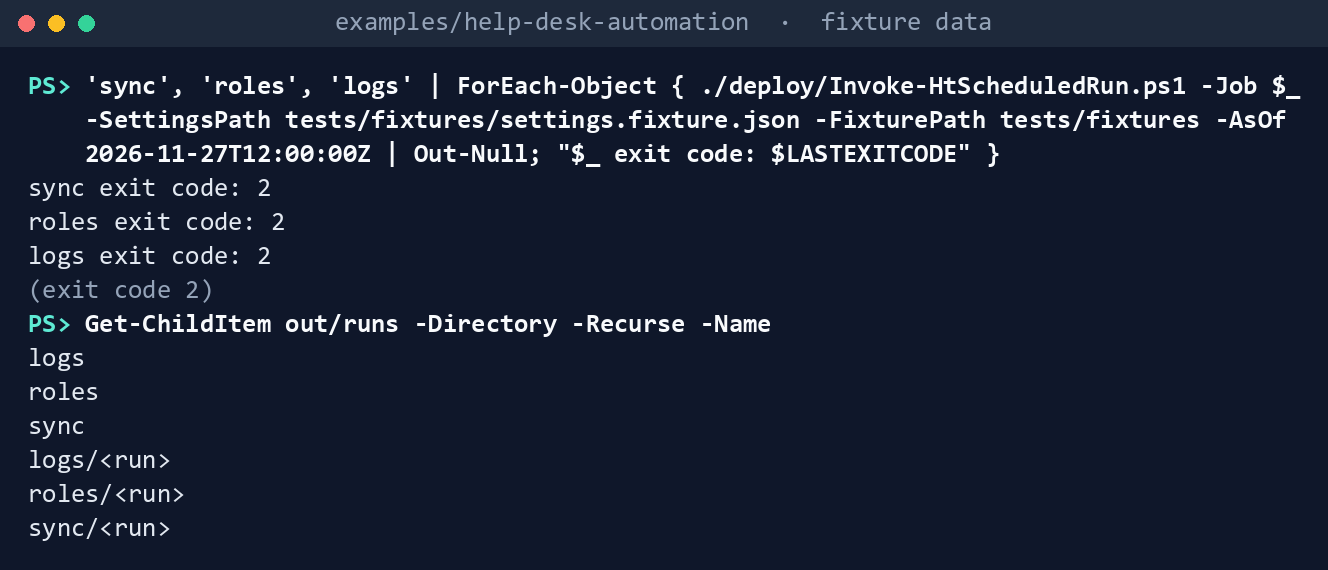 examples/help-desk-automation · fixture data
PS> 'sync', 'roles', 'logs' | ForEach-Object { ./deploy/Invoke-HtScheduledRun.ps1 -Job $_
-SettingsPath tests/fixtures/settings.fixture.json -FixturePath tests/fixtures -AsOf
2026-11-27T12:00:00Z | Out-Null; "$_ exit code: $LASTEXITCODE" }
sync exit code: 2
roles exit code: 2
logs exit code: 2
(exit code 2)
PS> Get-ChildItem out/runs -Directory -Recurse -Name
logs
roles
sync
logs/<run>
roles/<run>
sync/<run>